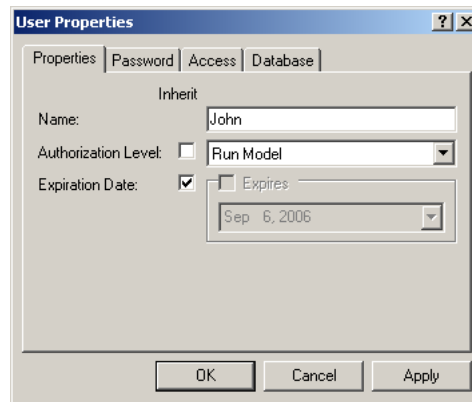 User Properties
Properties Password Access Database
Inherit
Name: John
Authorization Level: Run Model
Expiration Date: Expires
Sep 6, 2006
OK Cancel Apply